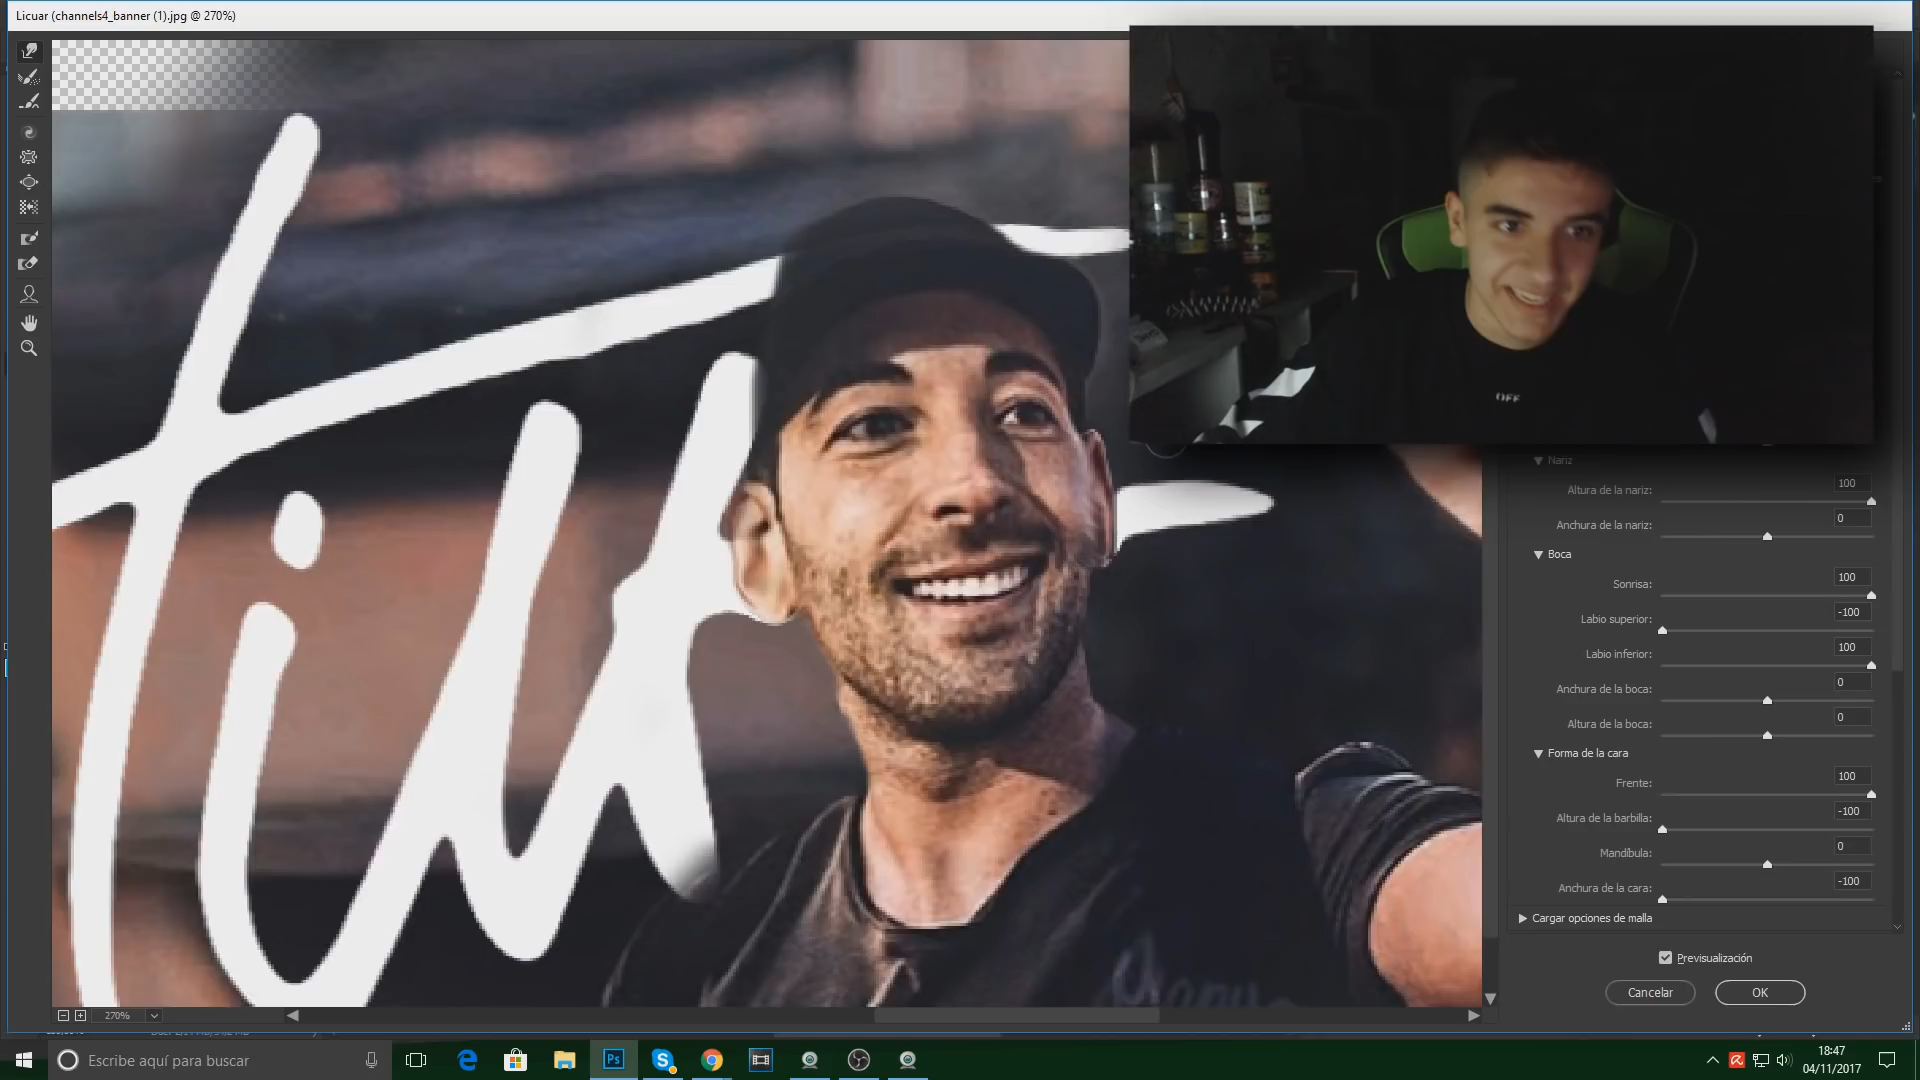 Licuar (channels4_banner (1).jpg @ 270%)
OFF
Nariz
Altura de la nariz: 100
Anchura de la nariz: 0
Boca
Sonrisa: 100
Labio superior: -100
Labio inferior: 100
Anchura de la boca: 0
Altura de la boca: 0
Forma de la cara
Frente: 100
Altura de la barbilla: -100
Mandíbula: 0
Anchura de la cara: -100
Cargar opciones de malla
Previsualización
Cancelar OK
270%
Escribe aquí para buscar
Ps
18:47
04/11/2017